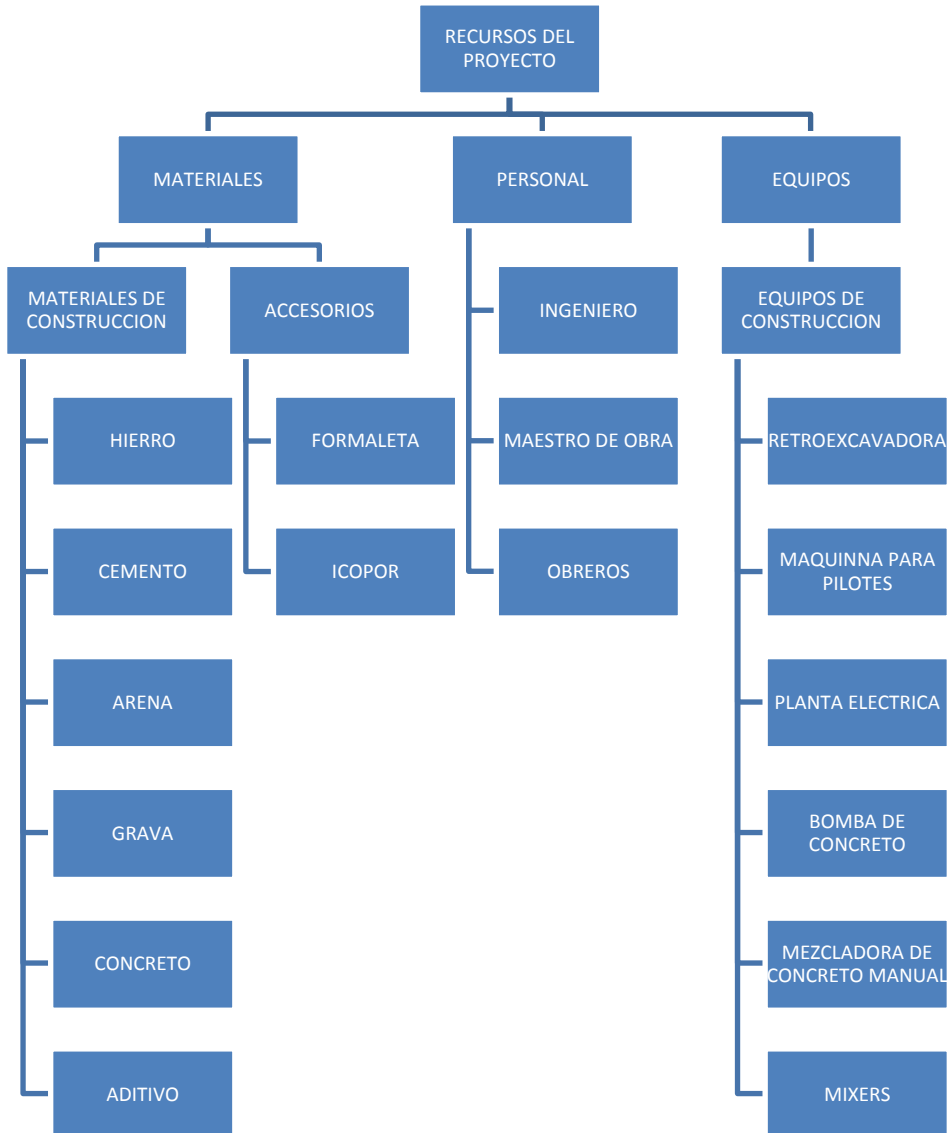 RECURSOS DEL
PROYECTO
MATERIALES
PERSONAL
EQUIPOS
MATERIALES DE
CONSTRUCCION
ACCESORIOS
INGENIERO
EQUIPOS DE
CONSTRUCCION
HIERRO
FORMALETA
MAESTRO DE OBRA
RETROEXCAVADORA
CEMENTO
ICOPOR
OBREROS
MAQUINNA PARA
PILOTES
ARENA
PLANTA ELECTRICA
GRAVA
BOMBA DE
CONCRETO
CONCRETO
MEZCLADORA DE
CONCRETO MANUAL
ADITIVO
MIXERS